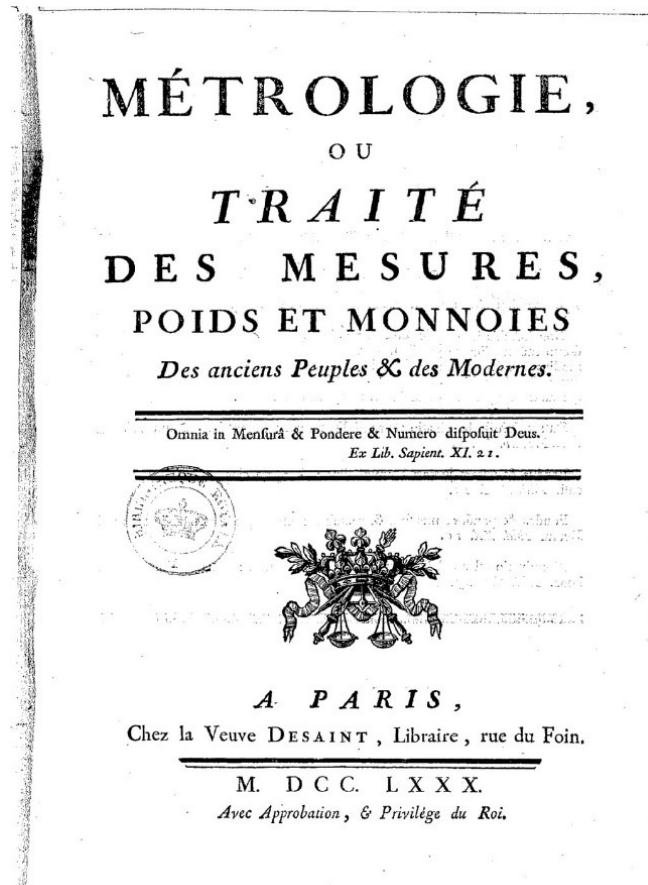 MÉTROLOGIE,
OU
TRAITÉ
DES MESURES,
POIDS ET MONNOIES
Des anciens Peuples & des Modernes.
Omnia in Menſurâ & Pondere & Numero diſpoſuit Deus.
Ex Lib. Sapient. XI. 21.
A PARIS,
Chez la Veuve DESAINT, Libraire, rue du Foin.
M. DCC. LXXX.
Avec Approbation, & Privilége du Roi.